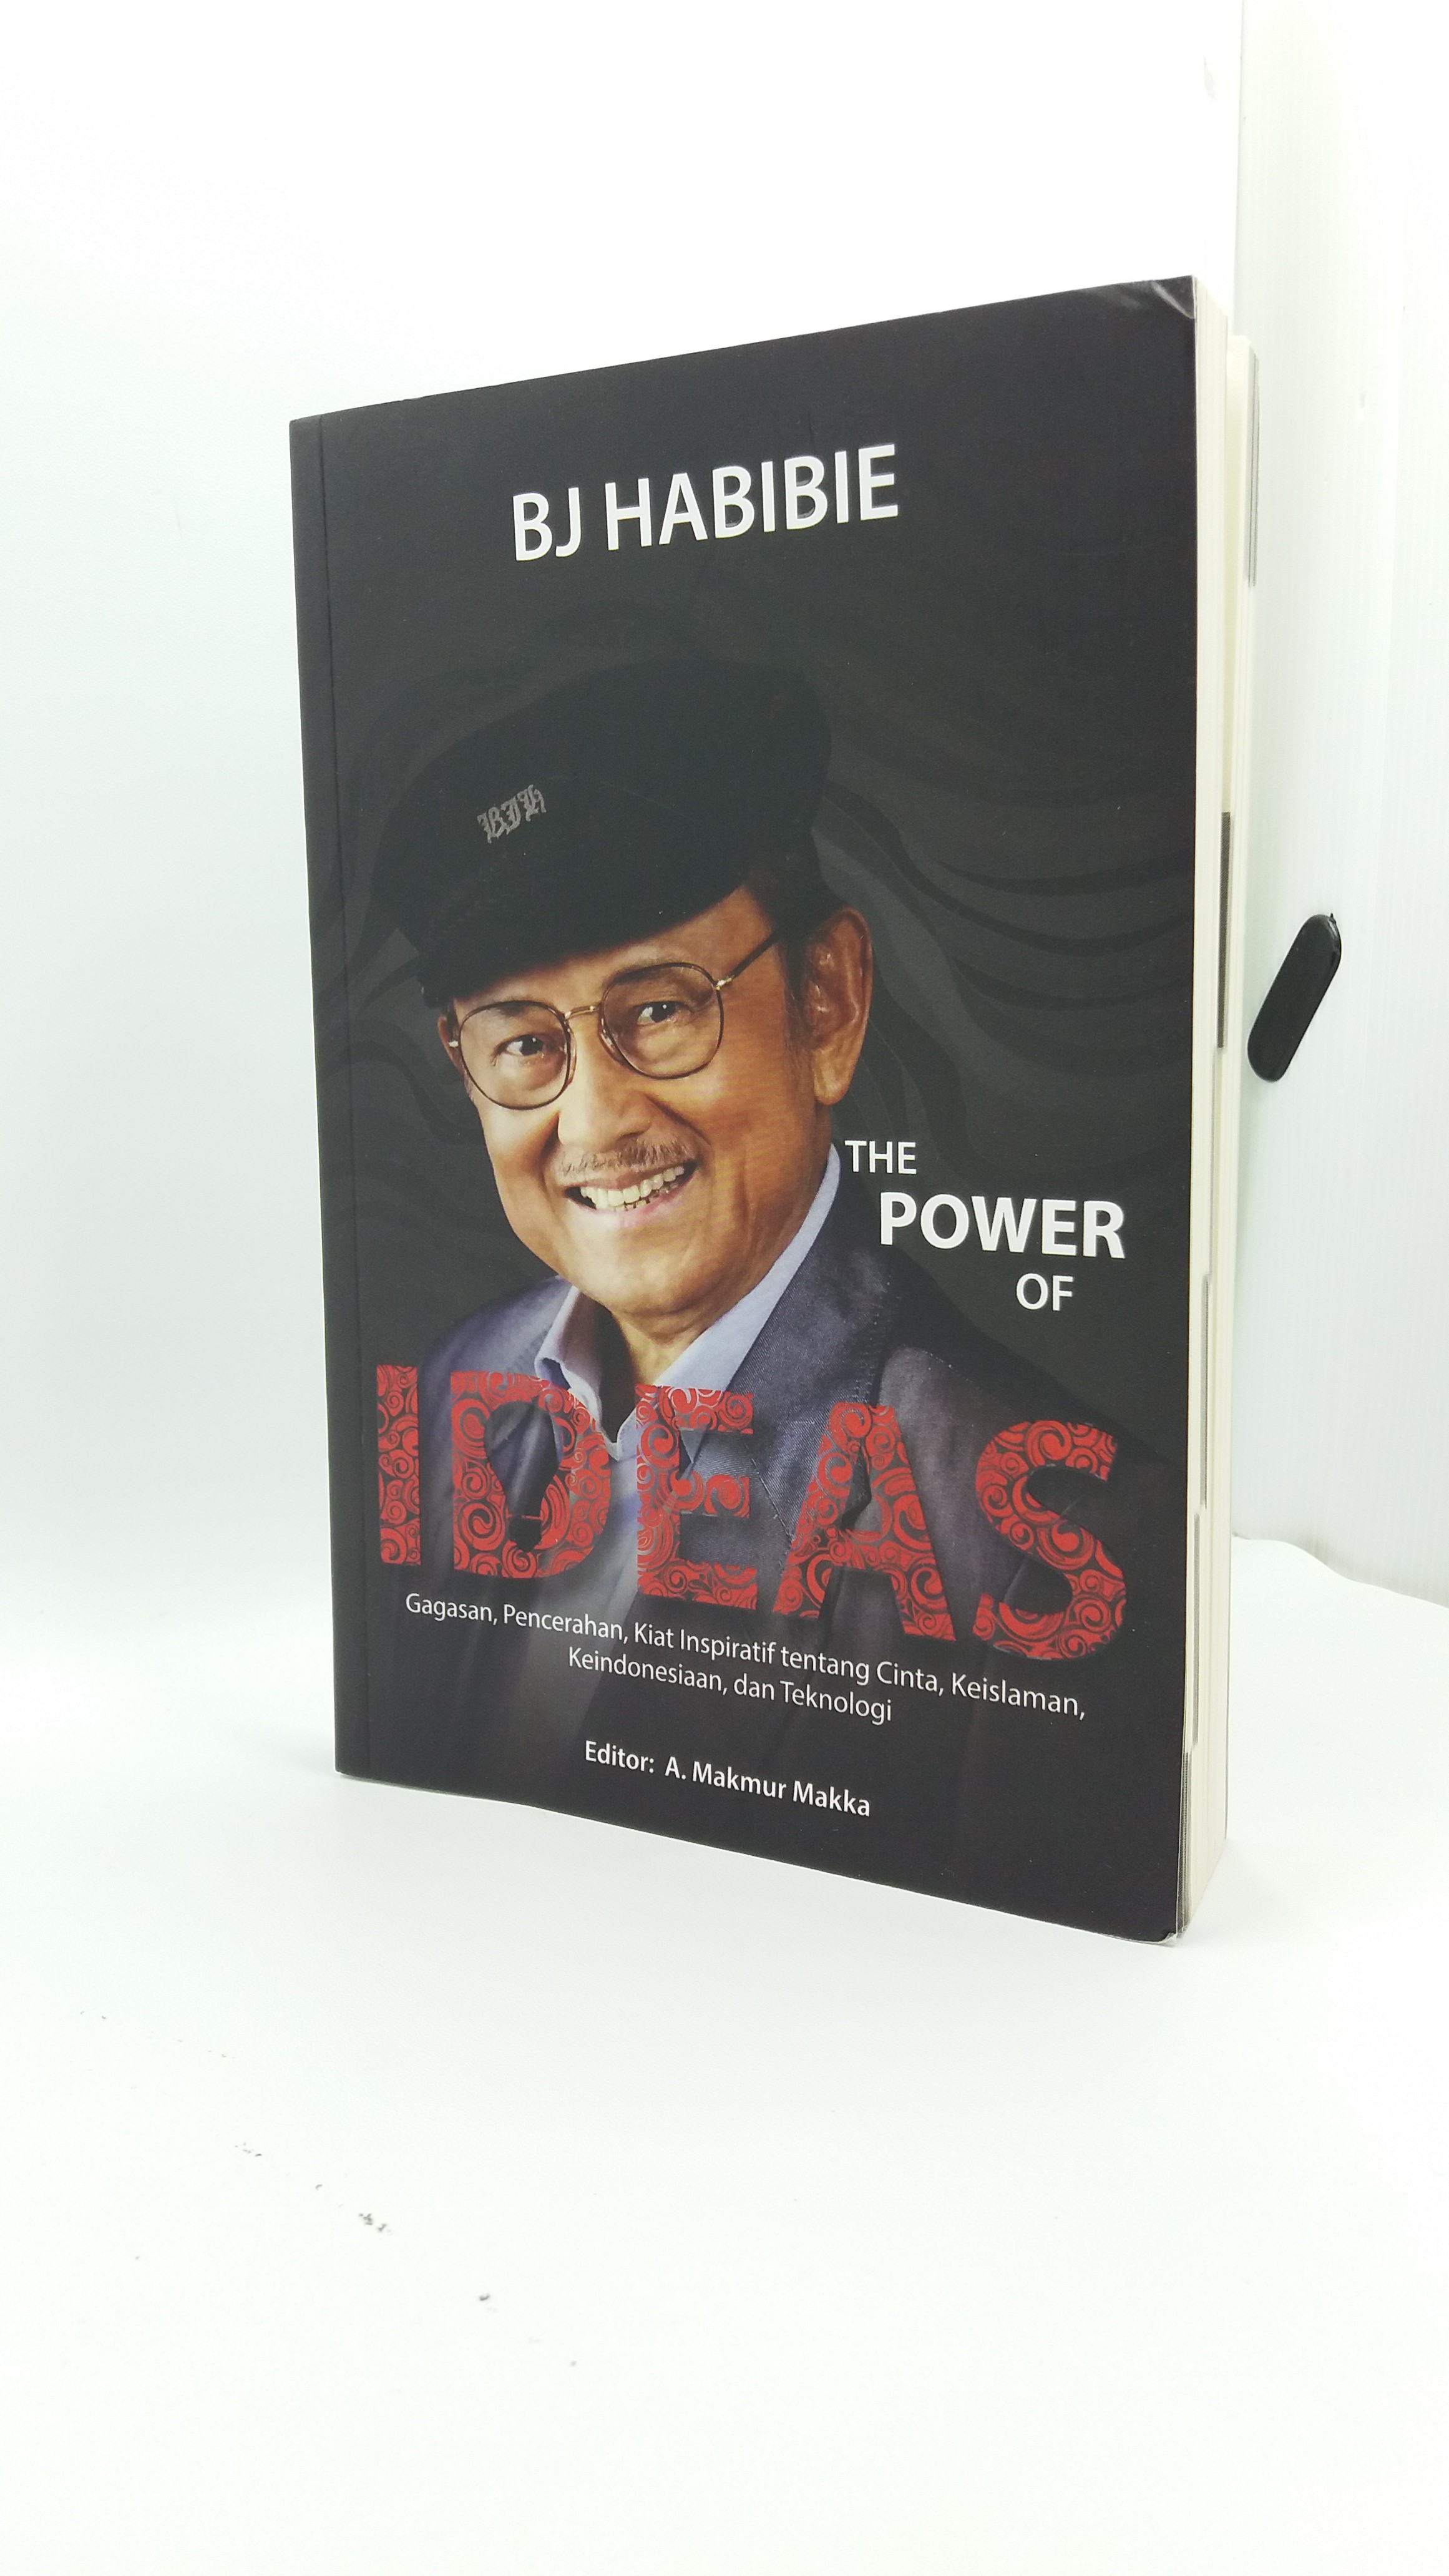 BJ HABIBIE
BJH
THE
POWER
OF
IDEAS
Gagasan, Pencerahan, Kiat Inspiratif tentang Cinta, Keislaman,
Keindonesiaan, dan Teknologi
Editor: A. Makmur Makka